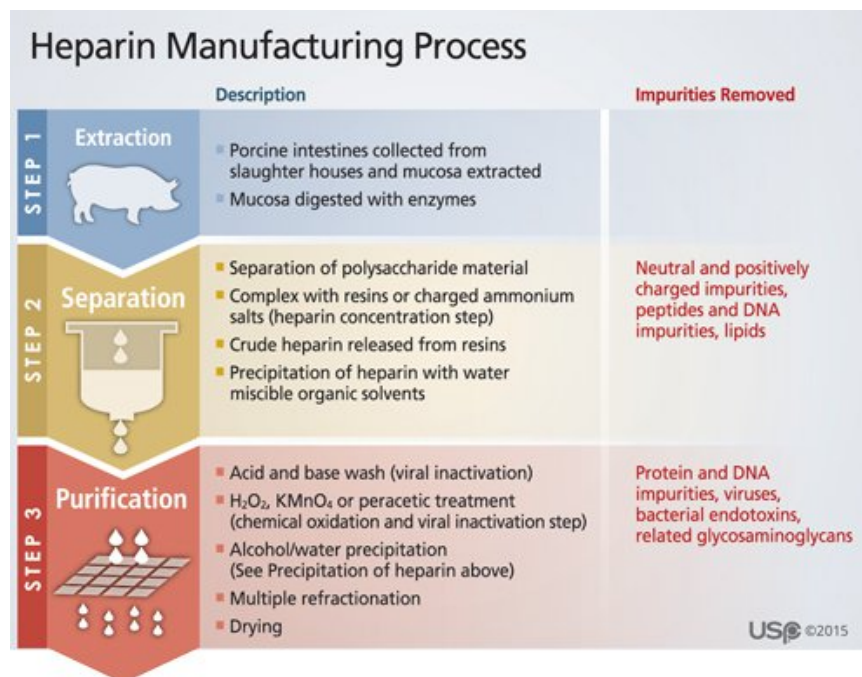 Heparin Manufacturing Process
Description
Impurities Removed
STEP 1
Extraction
Porcine intestines collected from
slaughter houses and mucosa extracted
Mucosa digested with enzymes
STEP 2
Separation
Separation of polysaccharide material
Complex with resins or charged ammonium
salts (heparin concentration step)
Crude heparin released from resins
Precipitation of heparin with water
miscible organic solvents
Neutral and positively
charged impurities,
peptides and DNA
impurities, lipids
STEP 3
Purification
Acid and base wash (viral inactivation)
H₂O₂, KMnO₄ or peracetic treatment
(chemical oxidation and viral inactivation step)
Alcohol/water precipitation
(See Precipitation of heparin above)
Multiple refractionation
Drying
Protein and DNA
impurities, viruses,
bacterial endotoxins,
related glycosaminoglycans
USP ©2015